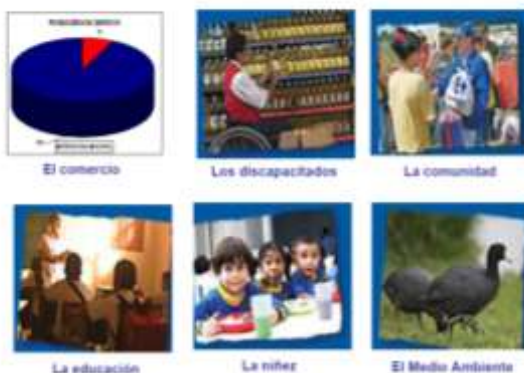 El comercio
Los discapacitados
La comunidad
La educación
La niñez
El Medio Ambiente